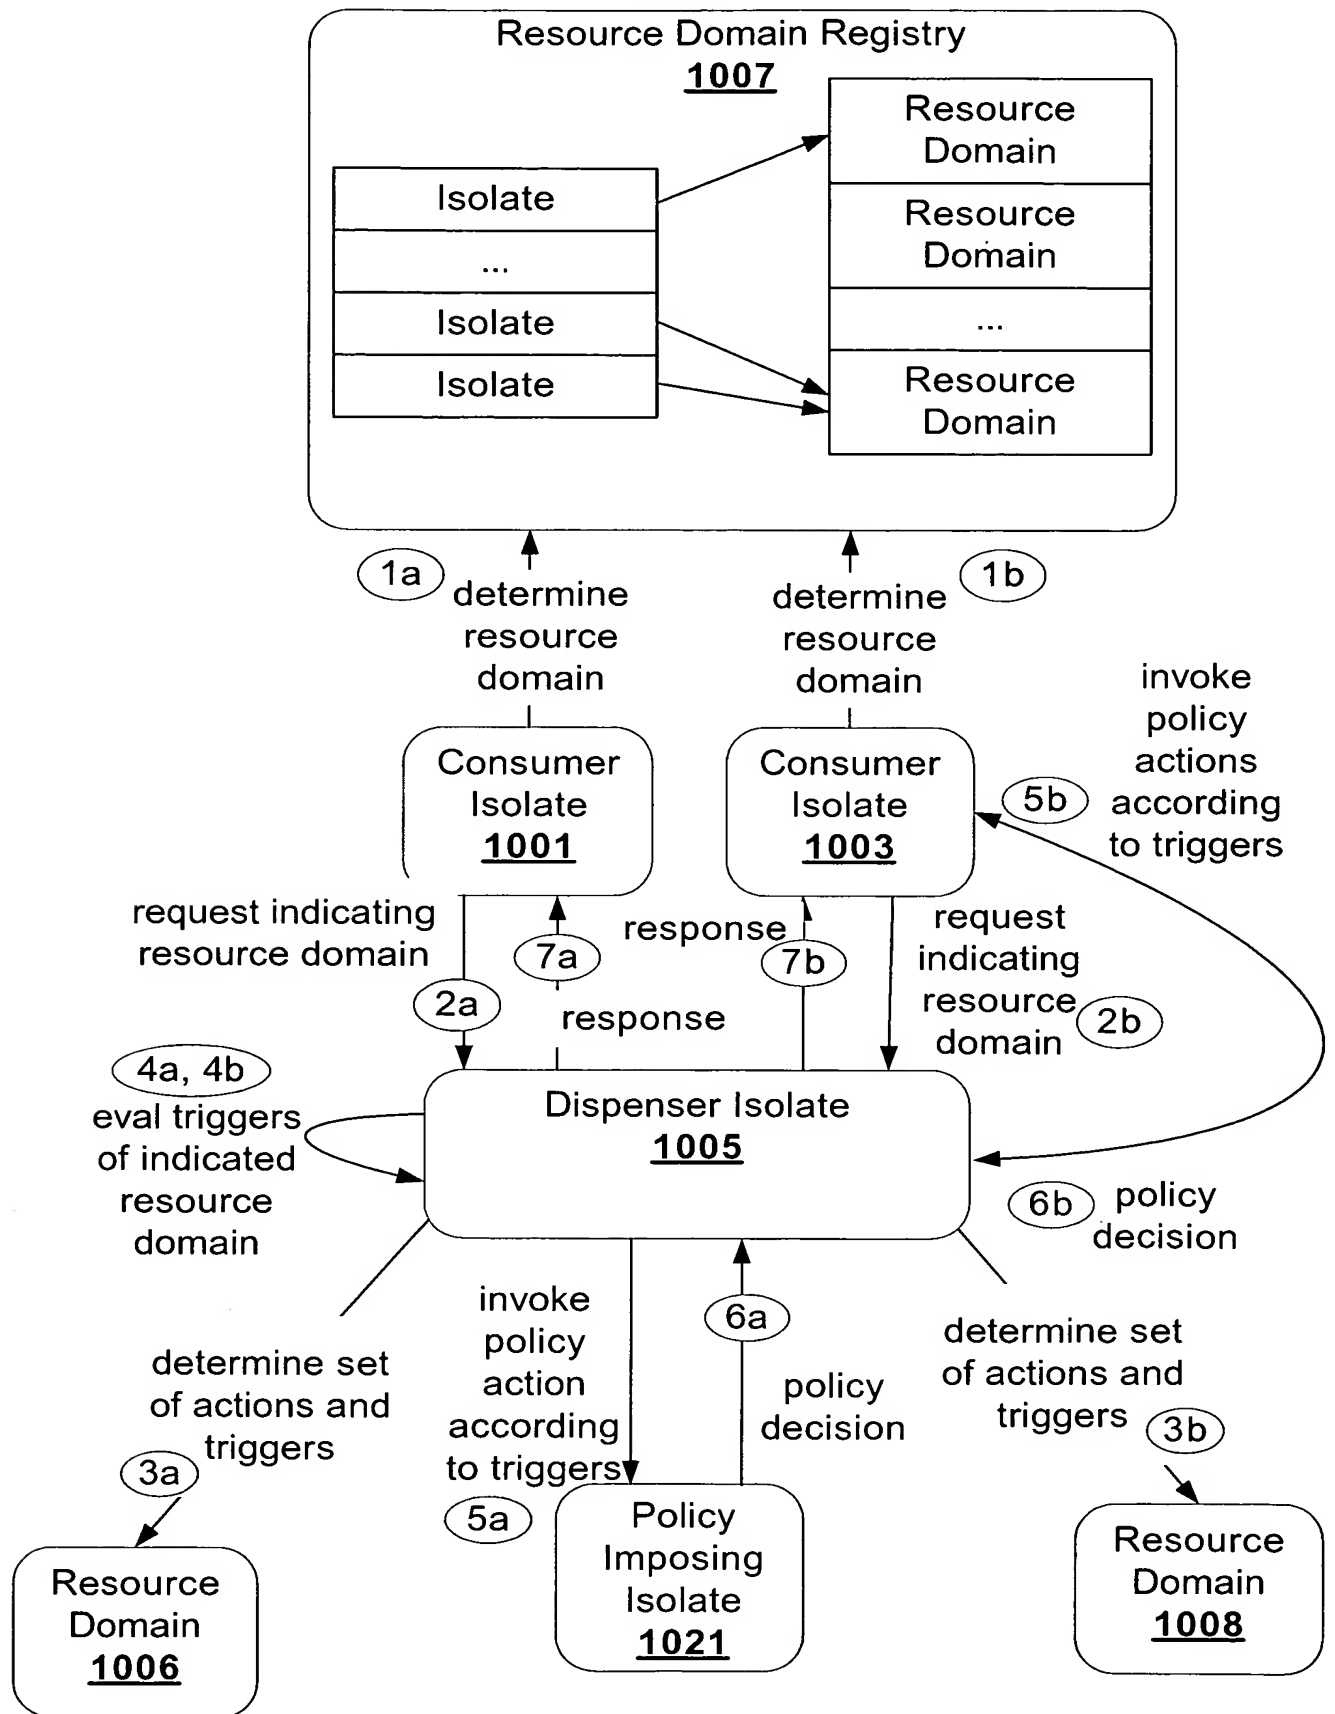 Resource Domain Registry
1007
Resource
Domain
Isolate
Resource
Domain
...
Isolate
...
Isolate
Resource
Domain
1a
determine
resource
domain
1b
determine
resource
domain
invoke
policy
actions
according
to triggers
5b
Consumer
Isolate
1001
Consumer
Isolate
1003
request indicating
resource domain
2a
7a
response
response
7b
request
indicating
resource
domain
2b
4a, 4b
eval triggers
of indicated
resource
domain
Dispenser Isolate
1005
6b
policy
decision
determine set
of actions and
triggers
3a
invoke
policy
action
according
to triggers
5a
6a
policy
decision
determine set
of actions and
triggers
3b
Resource
Domain
1006
Policy
Imposing
Isolate
1021
Resource
Domain
1008